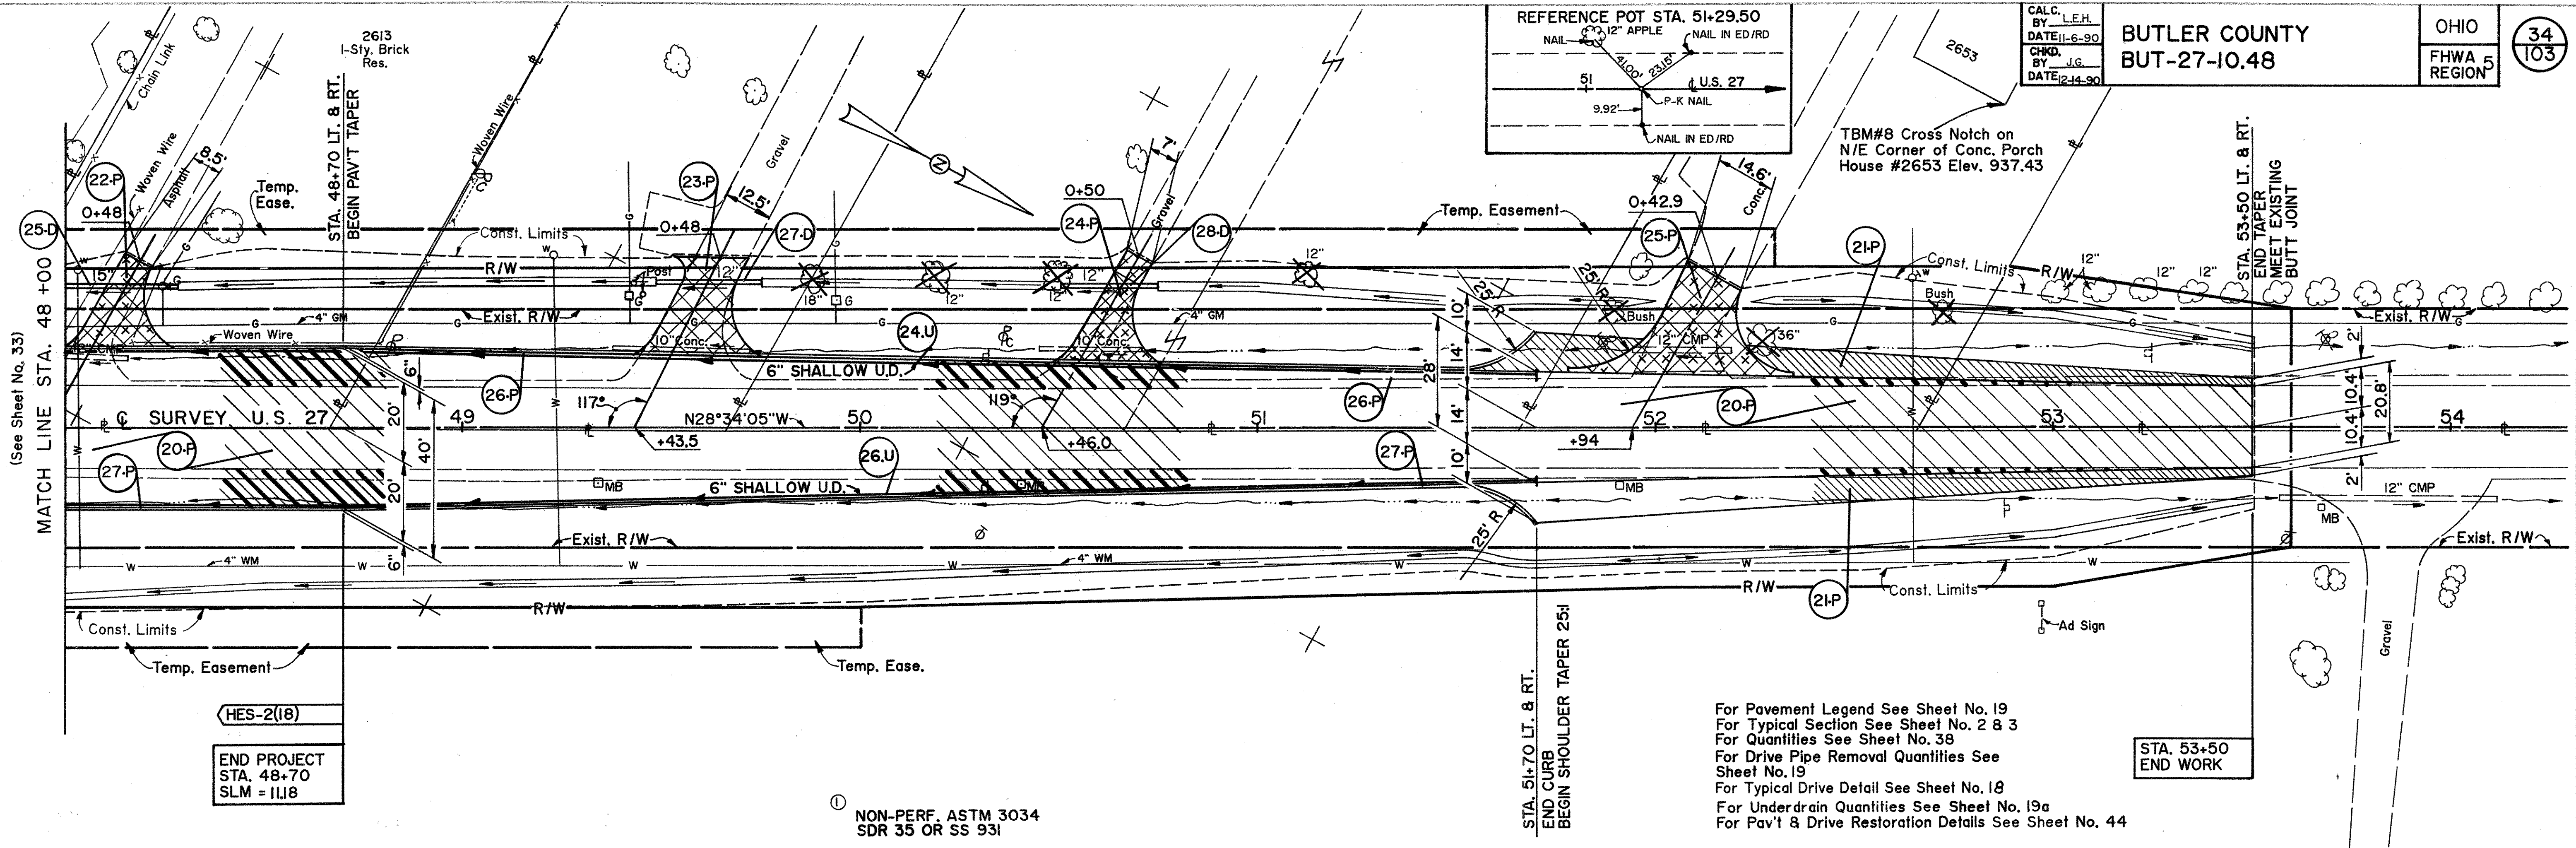 REFERENCE POT STA. 51+29.50
12" APPLE
NAIL
NAIL IN ED/RD
41.00'
23.15'
51
℄ U.S. 27
P-K NAIL
9.92'
NAIL IN ED/RD
CALC.
BY L.E.H.
DATE 11-6-90
CHKD.
BY J.G.
DATE 12-14-90
BUTLER COUNTY
BUT-27-10.48
OHIO
FHWA 5
REGION
34
103
2613
1-Sty. Brick
Res.
Chain Link
Woven Wire
Asphalt
8.5'
22-P
0+48
25-D
Temp.
Ease.
STA. 48+70 LT. & RT.
BEGIN PAV'T TAPER
Woven Wire
Const. Limits
R/W
23-P
12.5'
0+48
27-D
Gravel
N
7'
0+50
24-P
28-D
Gravel
Temp. Easement
14.6'
Conc.
0+42.9
25-P
21-P
2653
TBM#8 Cross Notch on
N/E Corner of Conc. Porch
House #2653 Elev. 937.43
STA. 53+50 LT. & RT.
END TAPER
MEET EXISTING
BUTT JOINT
Const. Limits
R/W
12"
12"
12"
15"
Post
12"
18"
12"
12"
12"
12"
Bush
Bush
36"
4" GM
Exist. R/W
4" GM
Exist. R/W
Woven Wire
10" Conc.
10" Conc.
12" CMP
24.U
6" SHALLOW U.D.
26-P
26-P
25' R
25' R
10'
14'
28'
14'
10'
(See Sheet No. 33)
MATCH LINE STA. 48+00
℄ SURVEY U.S. 27
49
50
51
52
53
54
N28°34'05"W
117°
119°
+43.5
+46.0
+94
20-P
20-P
27-P
27-P
26.U
6" SHALLOW U.D.
6"
20'
40'
20'
6"
MB
MB
MB
MB
2'
10.4'
20.8'
10.4'
2'
12" CMP
25' R
Exist. R/W
Exist. R/W
4" WM
4" WM
R/W
R/W
Const. Limits
Const. Limits
21-P
Temp. Easement
Temp. Ease.
Ad Sign
Gravel
HES-2(18)
END PROJECT
STA. 48+70
SLM = 11.18
STA. 51+70 LT. & RT.
END CURB
BEGIN SHOULDER TAPER 25:1
STA. 53+50
END WORK
For Pavement Legend See Sheet No. 19
For Typical Section See Sheet No. 2 & 3
For Quantities See Sheet No. 38
For Drive Pipe Removal Quantities See
Sheet No. 19
For Typical Drive Detail See Sheet No. 18
For Underdrain Quantities See Sheet No. 19a
For Pav't & Drive Restoration Details See Sheet No. 44
①
NON-PERF. ASTM 3034
SDR 35 OR SS 931